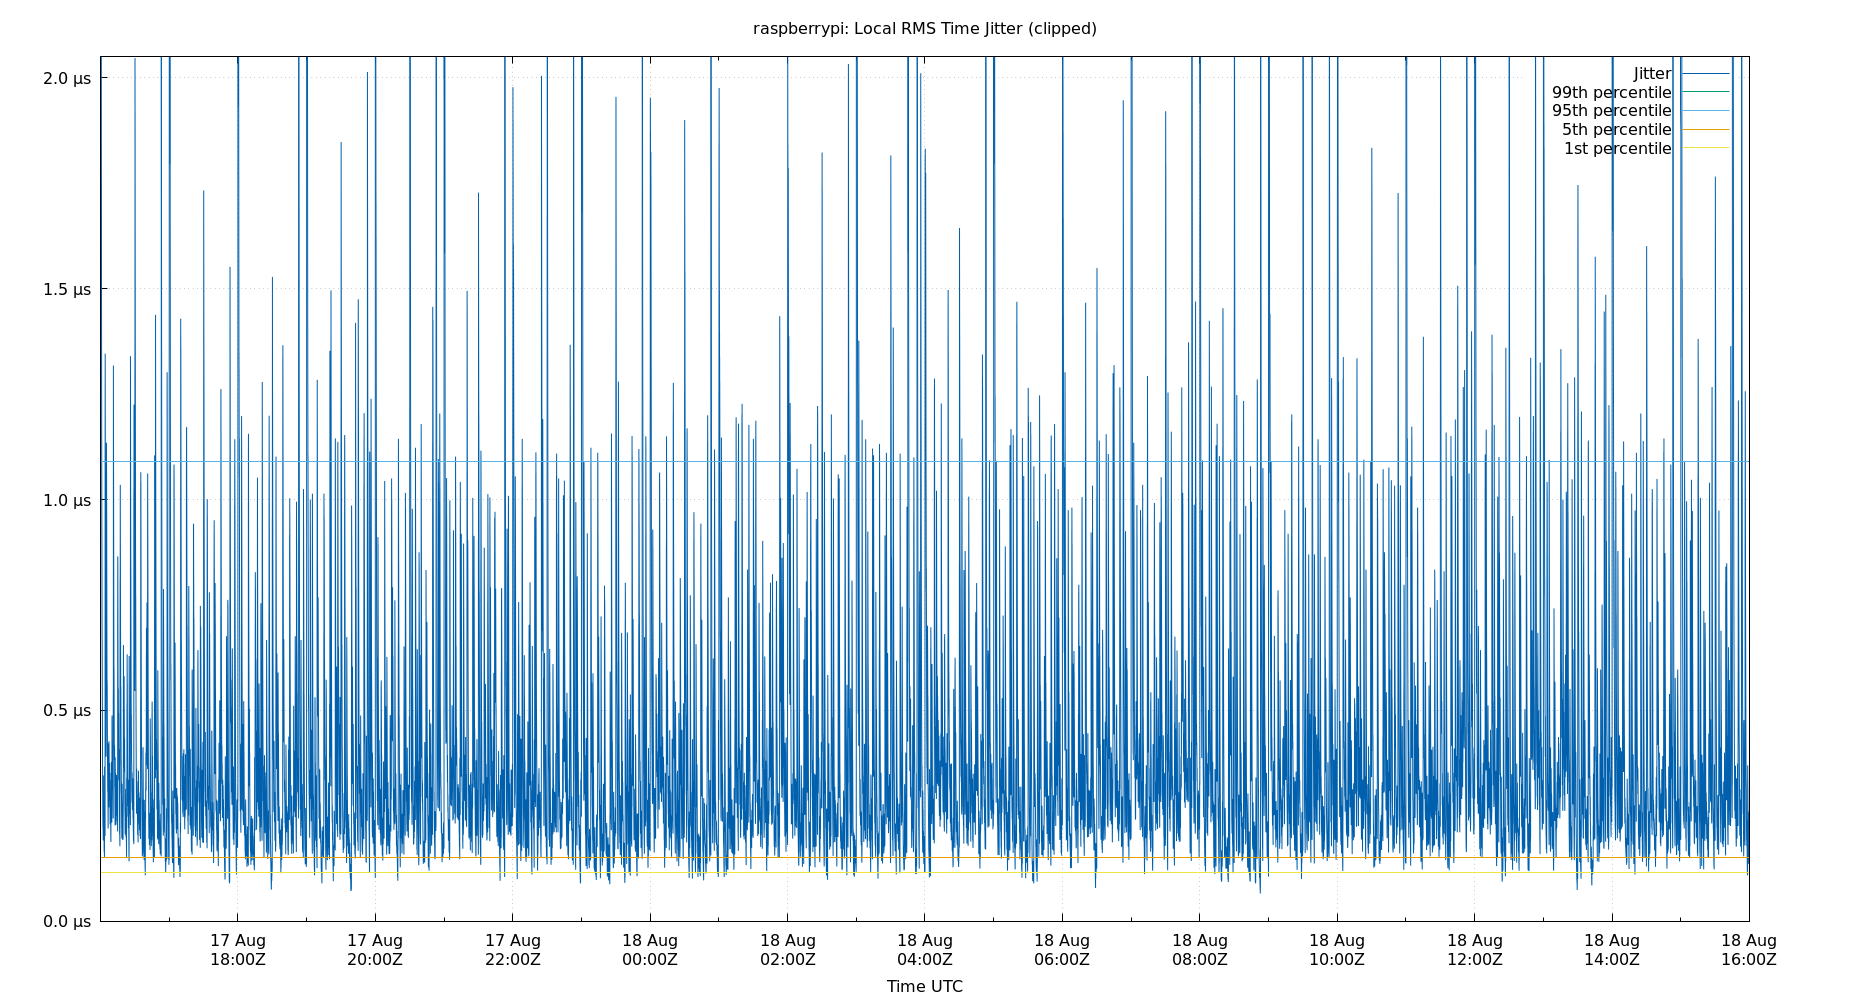 raspberrypi: Local RMS Time Jitter (clipped)
2.0 µs
1.5 µs
1.0 µs
0.5 µs
0.0 µs
Jitter
99th percentile
95th percentile
5th percentile
1st percentile
17 Aug 17 Aug 17 Aug 18 Aug 18 Aug 18 Aug 18 Aug 18 Aug 18 Aug 18 Aug 18 Aug 18 Aug
18:00Z 20:00Z 22:00Z 00:00Z 02:00Z 04:00Z 06:00Z 08:00Z 10:00Z 12:00Z 14:00Z 16:00Z
Time UTC